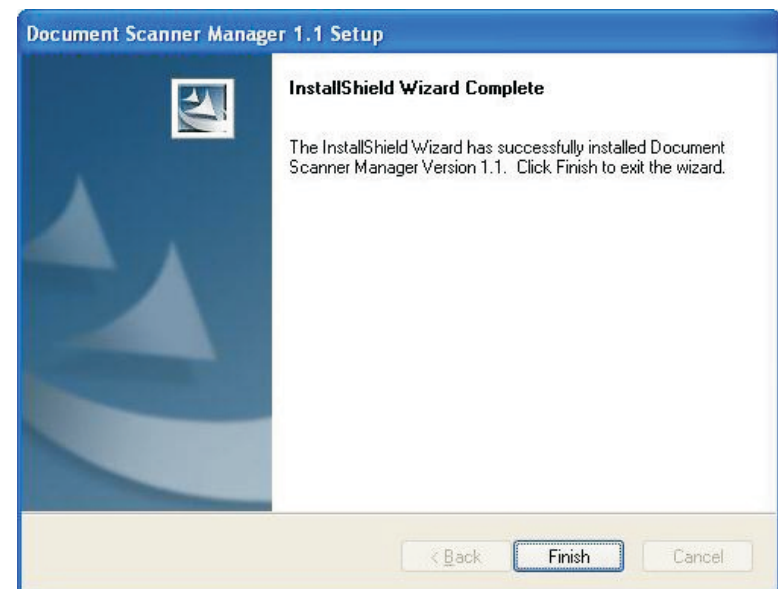 Document Scanner Manager 1.1 Setup
InstallShield Wizard Complete
The InstallShield Wizard has successfully installed Document
Scanner Manager Version 1.1. Click Finish to exit the wizard.
< Back Finish Cancel